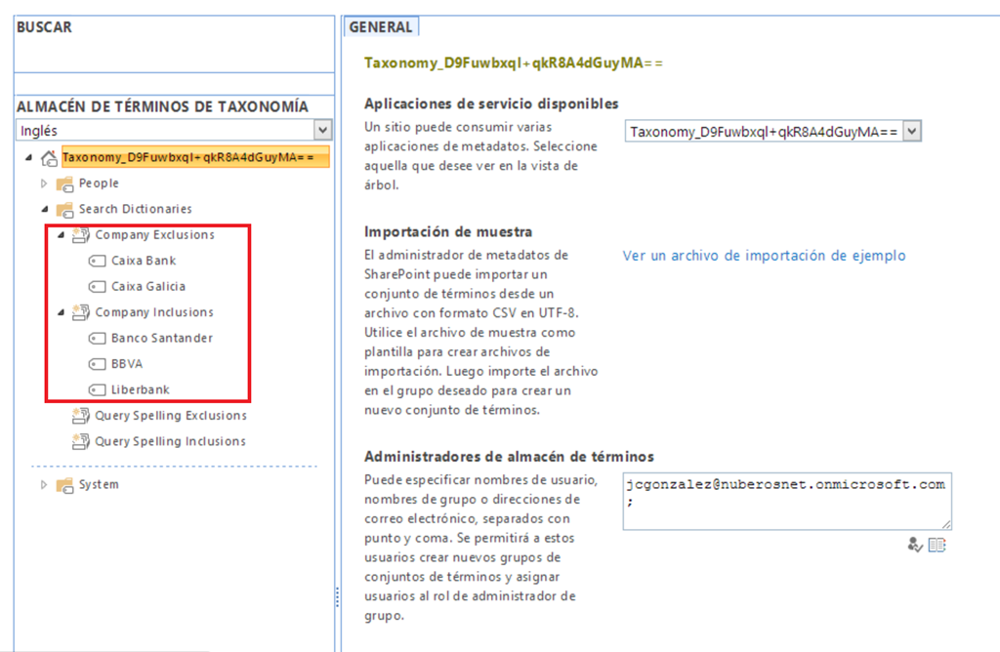 BUSCAR
ALMACÉN DE TÉRMINOS DE TAXONOMÍA
Inglés
Taxonomy_D9Fuwbxql+qkR8A4dGuyMA==
People
Search Dictionaries
Company Exclusions
Caixa Bank
Caixa Galicia
Company Inclusions
Banco Santander
BBVA
Liberbank
Query Spelling Exclusions
Query Spelling Inclusions
System
GENERAL
Taxonomy_D9Fuwbxql+qkR8A4dGuyMA==
Aplicaciones de servicio disponibles
Un sitio puede consumir varias
aplicaciones de metadatos. Seleccione
aquella que desee ver en la vista de
árbol.
Taxonomy_D9Fuwbxql+qkR8A4dGuyMA==
Importación de muestra
El administrador de metadatos de
SharePoint puede importar un
conjunto de términos desde un
archivo con formato CSV en UTF-8.
Utilice el archivo de muestra como
plantilla para crear archivos de
importación. Luego importe el archivo
en el grupo deseado para crear un
nuevo conjunto de términos.
Ver un archivo de importación de ejemplo
Administradores de almacén de términos
Puede especificar nombres de usuario,
nombres de grupo o direcciones de
correo electrónico, separados con
punto y coma. Se permitirá a estos
usuarios crear nuevos grupos de
conjuntos de términos y asignar
usuarios al rol de administrador de
grupo.
jcgonzalez@nuberosnet.onmicrosoft.com
;